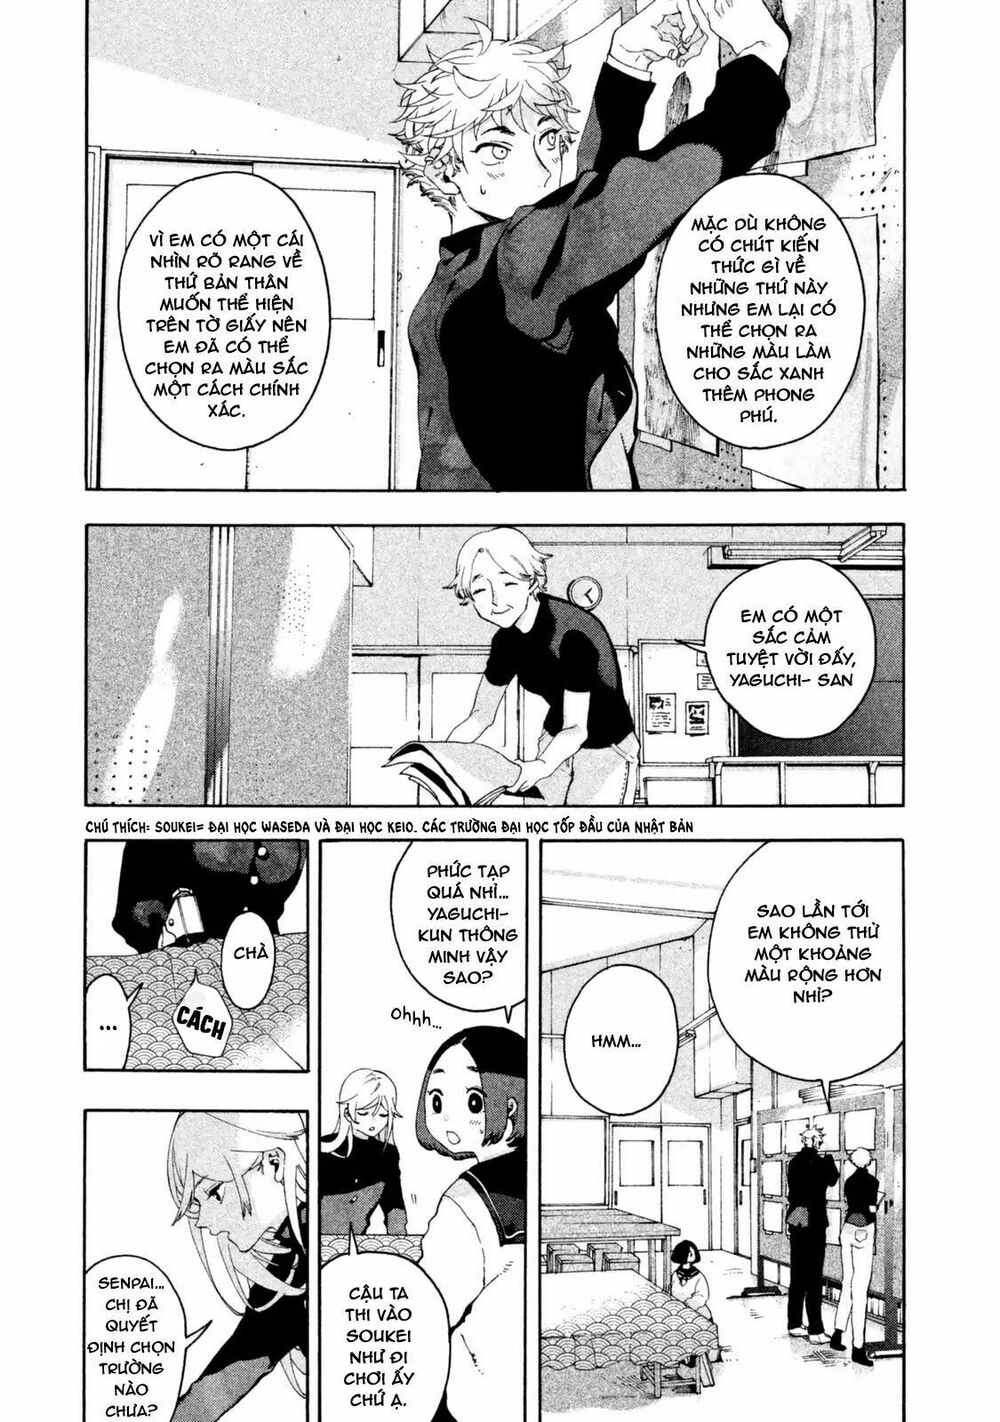 MẶC DÙ KHÔNG
CÓ CHÚT KIẾN
THỨC GÌ VỀ
NHỮNG THỨ NÀY
NHƯNG EM LẠI CÓ
THỂ CHỌN RA
NHỮNG MÀU LÀM
CHO SẮC XANH
THÊM PHONG
PHÚ.
VÌ EM CÓ MỘT CÁI
NHÌN RÕ RANG VỀ
THỨ BẢN THÂN
MUỐN THỂ HIỆN
TRÊN TỜ GIẤY NÊN
EM ĐÃ CÓ THỂ
CHỌN RA MÀU SẮC
MỘT CÁCH CHÍNH
XÁC.
EM CÓ MỘT
SẮC CẢM
TUYỆT VỜI ĐẤY,
YAGUCHI- SAN
CHÚ THÍCH: SOUKEI= ĐẠI HỌC WASEDA VÀ ĐẠI HỌC KEIO. CÁC TRƯỜNG ĐẠI HỌC TỐP ĐẦU CỦA NHẬT BẢN
SAO LẦN TỚI
EM KHÔNG THỬ
MỘT KHOẢNG
MÀU RỘNG HƠN
NHỈ?
HMM...
PHỨC TẠP
QUÁ NHỈ...
YAGUCHI-
KUN THÔNG
MINH VẬY
SAO?
Ohhh...
CẬU TA
THI VÀO
SOUKEI
NHƯ ĐI
CHƠI ẤY
CHỨ Ạ.
CHÀ
CÁCH
...
SENPAI...
CHỊ ĐÃ
QUYẾT
ĐỊNH CHỌN
TRƯỜNG
NÀO
CHƯA?